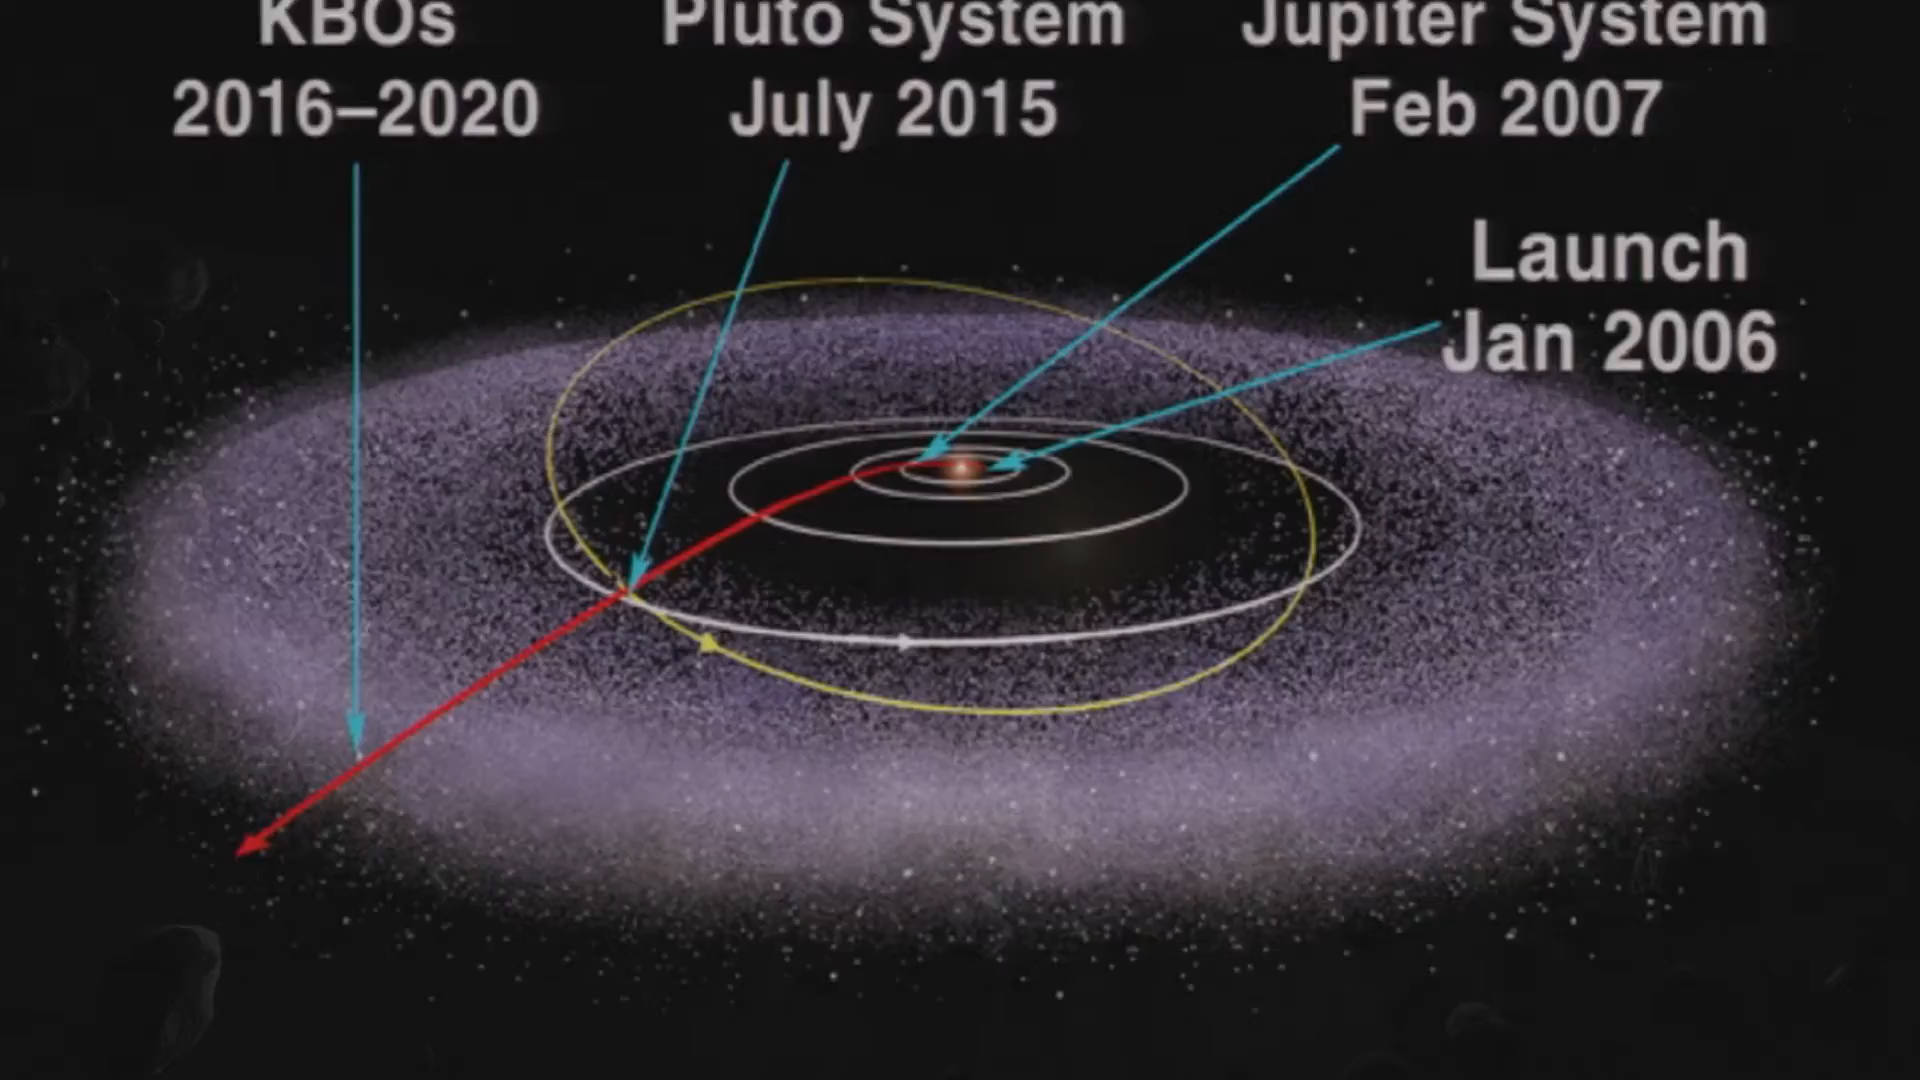 KBOs
2016–2020
Pluto System
July 2015
Jupiter System
Feb 2007
Launch
Jan 2006